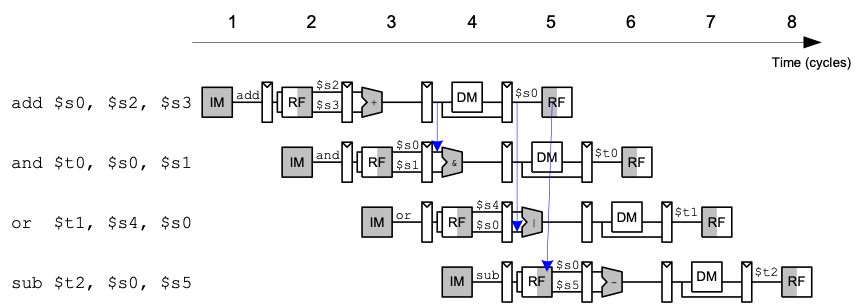 1 2 3 4 5 6 7 8
Time (cycles)
add $s0, $s2, $s3 IM add RF $s2 $s3 + DM $s0 RF
and $t0, $s0, $s1 IM and RF $s0 $s1 & DM $t0 RF
or $t1, $s4, $s0 IM or RF $s4 $s0 | DM $t1 RF
sub $t2, $s0, $s5 IM sub RF $s0 $s5 - DM $t2 RF